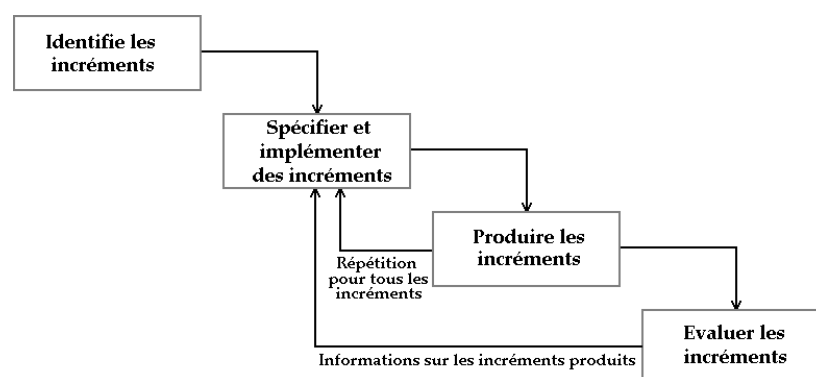 Identifie les
incréments
Spécifier et
implémenter
des incréments
Produire les
incréments
Répétition
pour tous les
incréments
Evaluer les
incréments
Informations sur les incréments produits